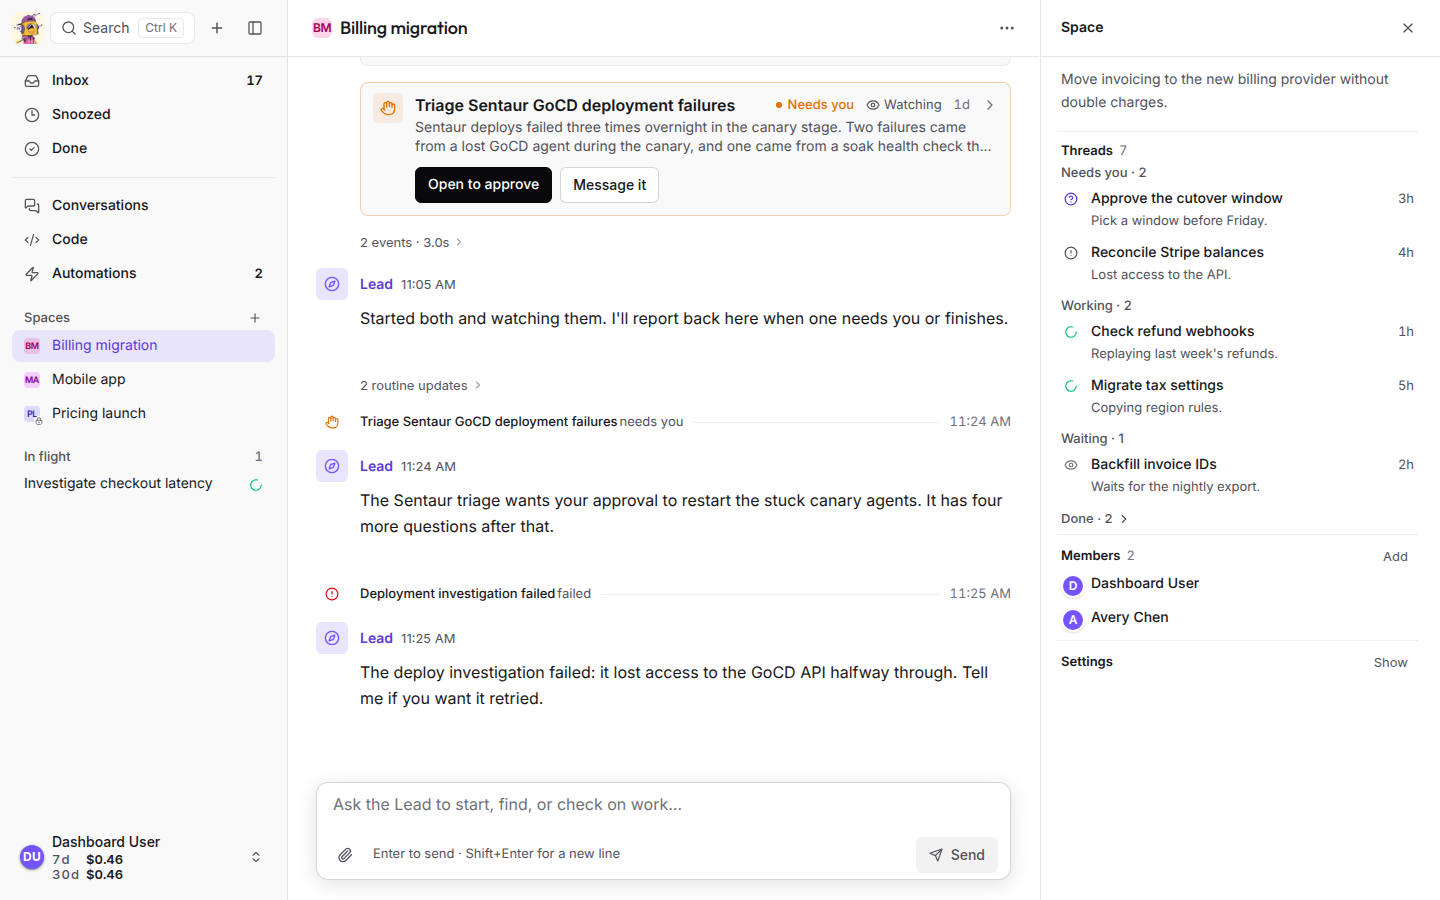 Search Ctrl K
Inbox 17
Snoozed
Done
Conversations
Code
Automations 2
Spaces
BM Billing migration
MA Mobile app
PL Pricing launch
In flight 1
Investigate checkout latency
DU Dashboard User
7d $0.46
30d $0.46
BM Billing migration
Triage Sentaur GoCD deployment failures Needs you Watching 1d
Sentaur deploys failed three times overnight in the canary stage. Two failures came
from a lost GoCD agent during the canary, and one came from a soak health check th...
Open to approve Message it
2 events · 3.0s
Lead 11:05 AM
Started both and watching them. I'll report back here when one needs you or finishes.
2 routine updates
Triage Sentaur GoCD deployment failures needs you 11:24 AM
Lead 11:24 AM
The Sentaur triage wants your approval to restart the stuck canary agents. It has four
more questions after that.
Deployment investigation failed failed 11:25 AM
Lead 11:25 AM
The deploy investigation failed: it lost access to the GoCD API halfway through. Tell
me if you want it retried.
Ask the Lead to start, find, or check on work...
Enter to send · Shift+Enter for a new line Send
Space
Move invoicing to the new billing provider without
double charges.
Threads 7
Needs you · 2
Approve the cutover window 3h
Pick a window before Friday.
Reconcile Stripe balances 4h
Lost access to the API.
Working · 2
Check refund webhooks 1h
Replaying last week's refunds.
Migrate tax settings 5h
Copying region rules.
Waiting · 1
Backfill invoice IDs 2h
Waits for the nightly export.
Done · 2
Members 2 Add
D Dashboard User
A Avery Chen
Settings Show